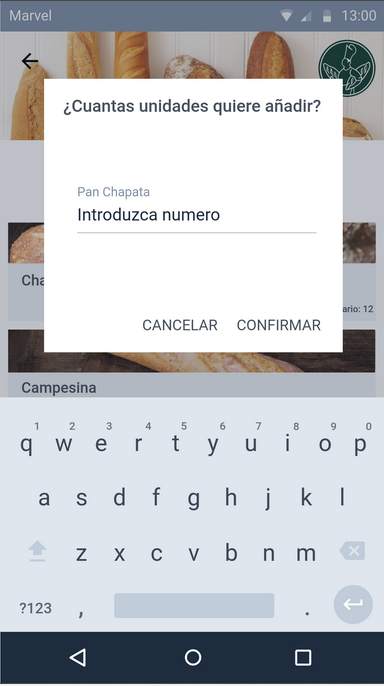 Marvel 13:00
¿Cuantas unidades quiere añadir?
Pan Chapata
Introduzca numero
Cha
ario: 12
CANCELAR CONFIRMAR
Campesina
1 2 3 4 5 6 7 8 9 0
q w e r t y u i o p
a s d f g h j k l
z x c v b n m
?123 , .